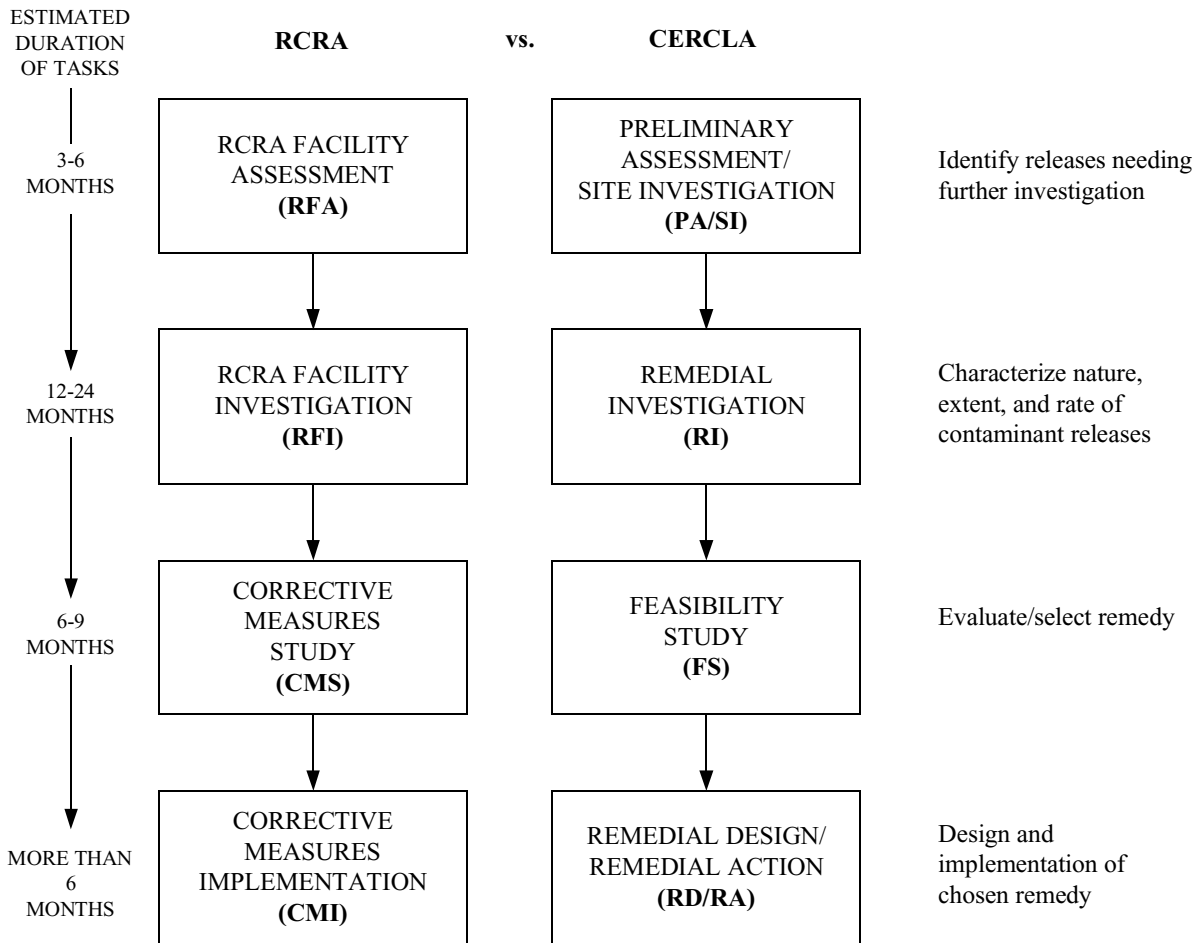 ESTIMATED
DURATION
OF TASKS
RCRA
vs.
CERCLA
3-6
MONTHS
RCRA FACILITY
ASSESSMENT
(RFA)
PRELIMINARY
ASSESSMENT/
SITE INVESTIGATION
(PA/SI)
Identify releases needing
further investigation
12-24
MONTHS
RCRA FACILITY
INVESTIGATION
(RFI)
REMEDIAL
INVESTIGATION
(RI)
Characterize nature,
extent, and rate of
contaminant releases
6-9
MONTHS
CORRECTIVE
MEASURES
STUDY
(CMS)
FEASIBILITY
STUDY
(FS)
Evaluate/select remedy
MORE THAN
6
MONTHS
CORRECTIVE
MEASURES
IMPLEMENTATION
(CMI)
REMEDIAL DESIGN/
REMEDIAL ACTION
(RD/RA)
Design and
implementation of
chosen remedy